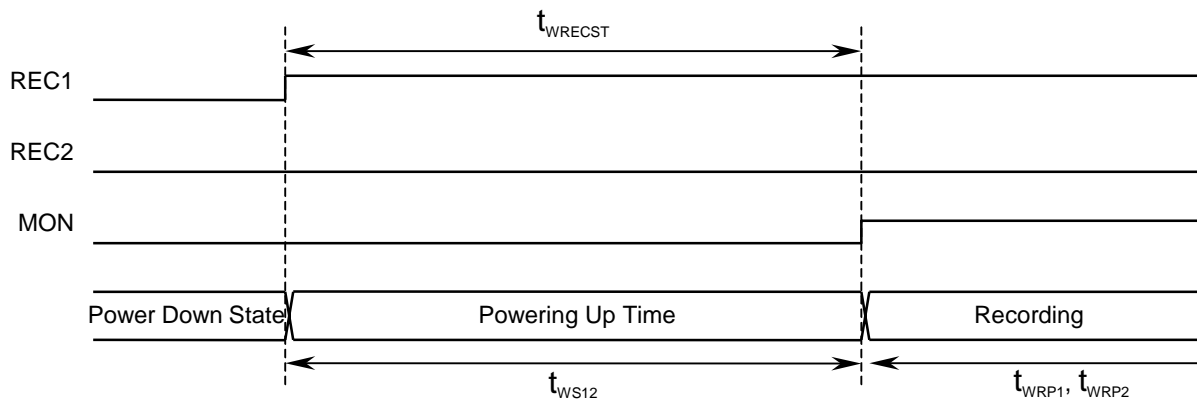 tWRECST
REC1
REC2
MON
Power Down State
Powering Up Time
Recording
tWS12
tWRP1, tWRP2